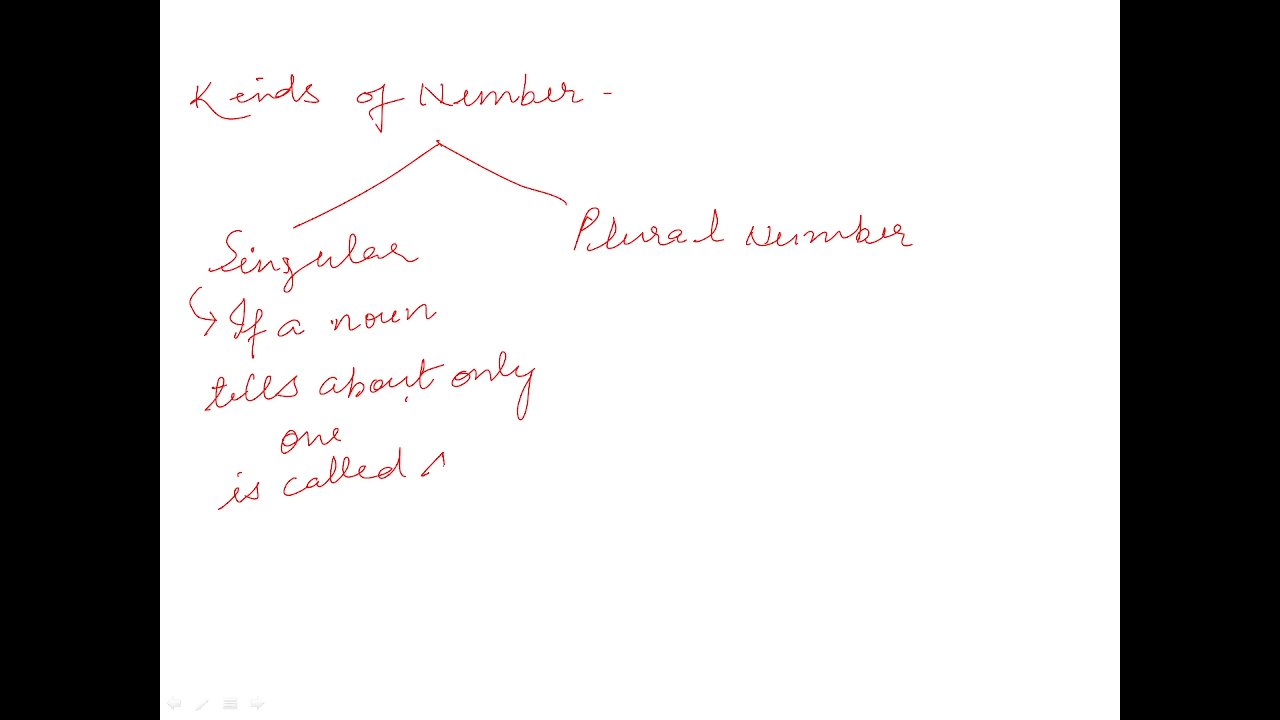 Kinds of Number -
Singular
Plural Number
If a noun
tells about only
one
is called